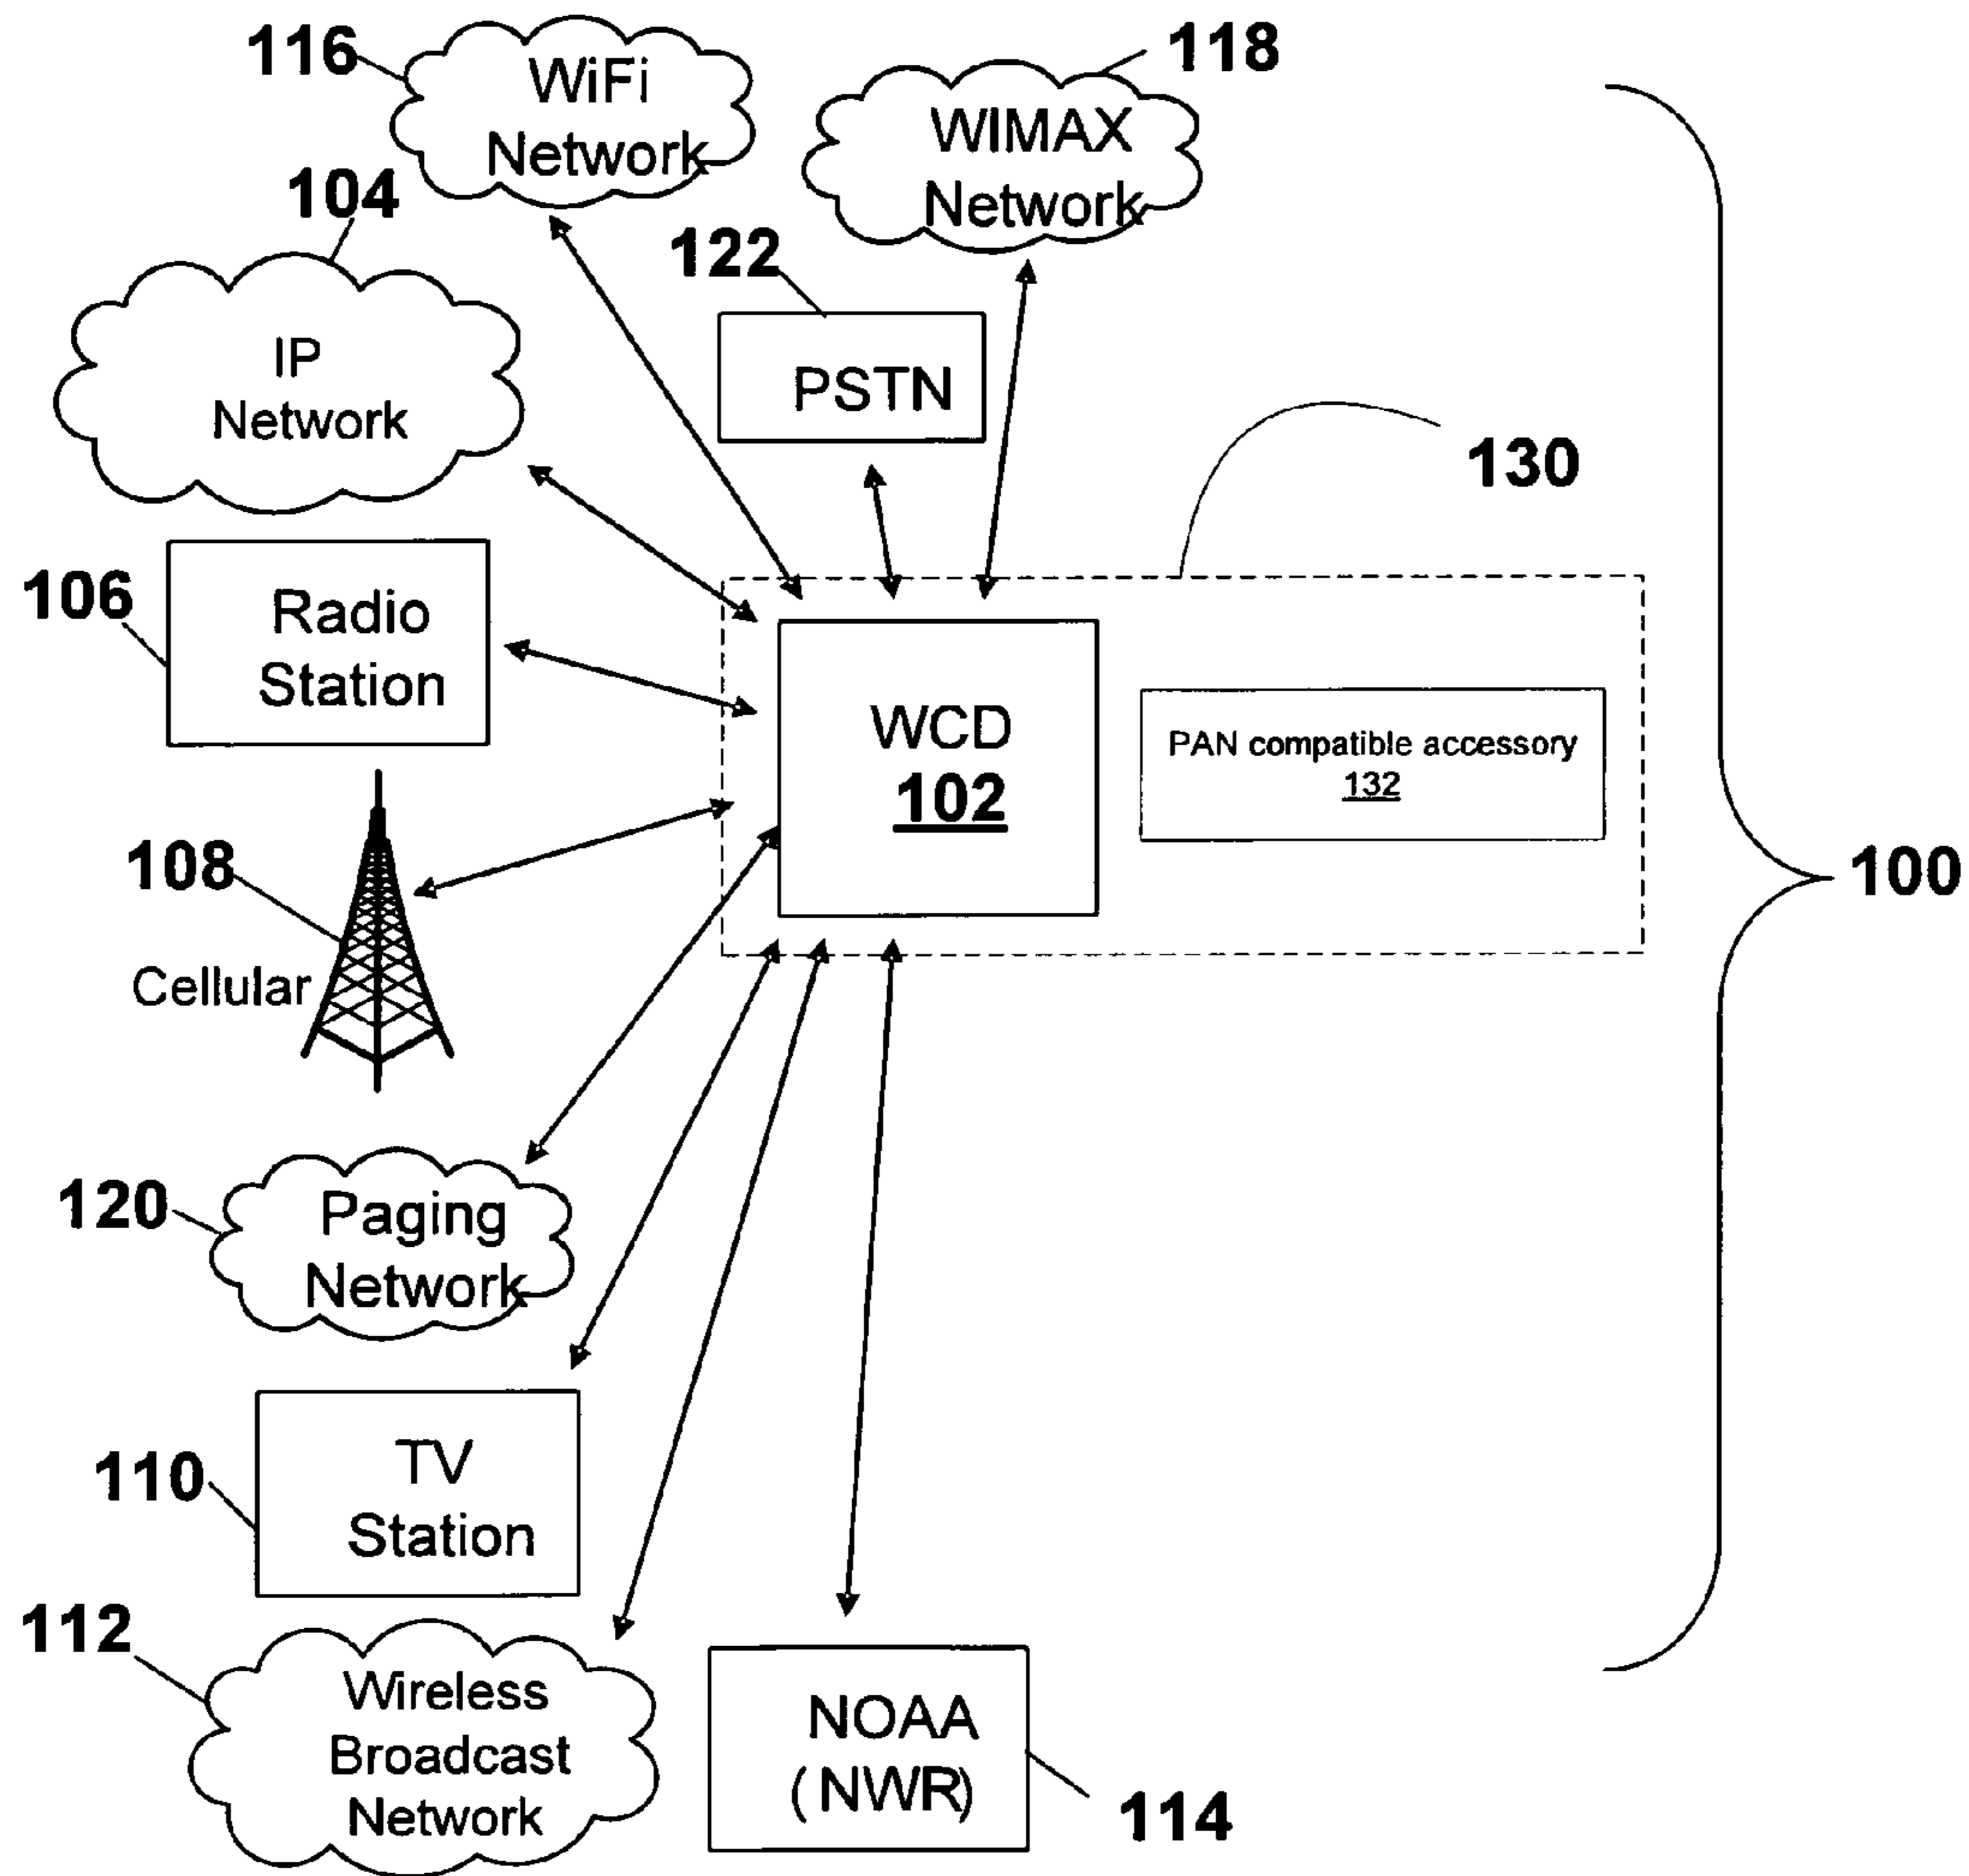 116
WiFi
Network
118
WIMAX
Network
104
IP
Network
122
PSTN
130
106
Radio
Station
WCD
102
PAN compatible accessory
132
100
108
Cellular
120
Paging
Network
110
TV
Station
112
Wireless
Broadcast
Network
NOAA
(NWR)
114